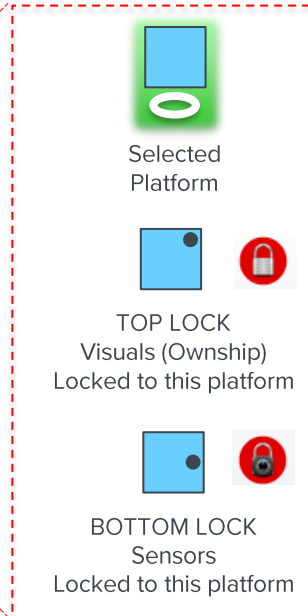 Selected
Platform
TOP LOCK
Visuals (Ownship)
Locked to this platform
BOTTOM LOCK
Sensors
Locked to this platform